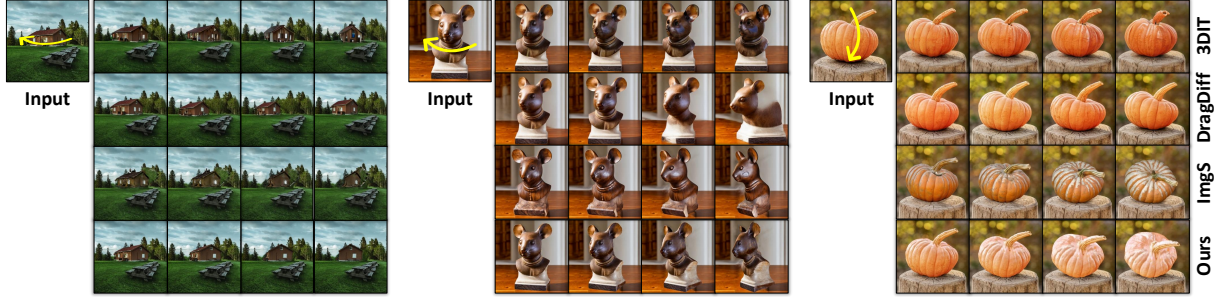 Input
Input
Input
3DIT
DragDiff
ImgS
Ours